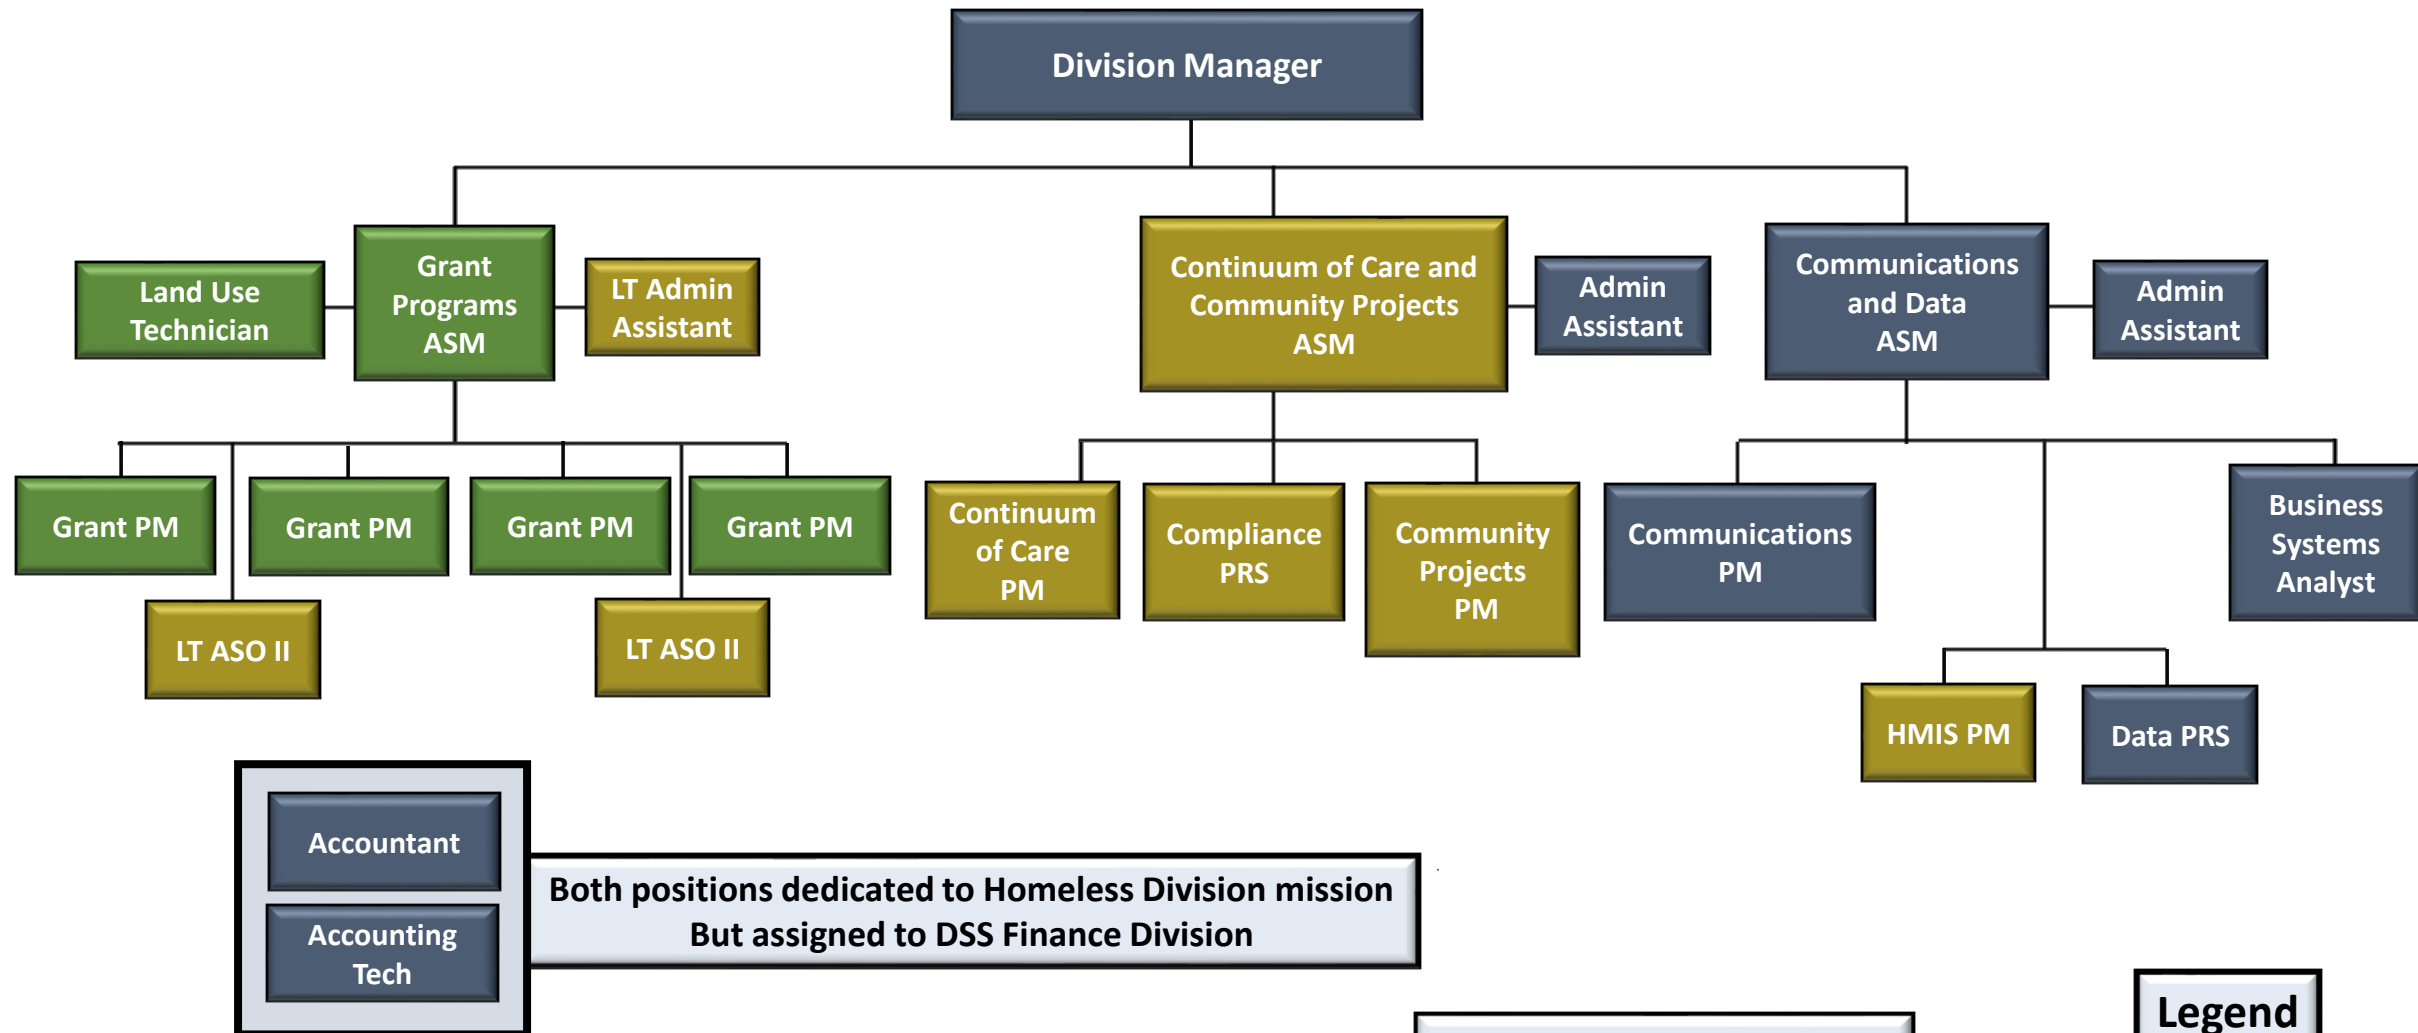 Division Manager
Land Use
Technician
Grant
Programs
ASM
LT Admin
Assistant
Continuum of Care and
Community Projects
ASM
Admin
Assistant
Communications
and Data
ASM
Admin
Assistant
Grant PM
Grant PM
Grant PM
Grant PM
LT ASO II
LT ASO II
Continuum
of Care
PM
Compliance
PRS
Community
Projects
PM
Communications
PM
Business
Systems
Analyst
HMIS PM
Data PRS
Accountant
Accounting
Tech
Both positions dedicated to Homeless Division mission
But assigned to DSS Finance Division
Legend